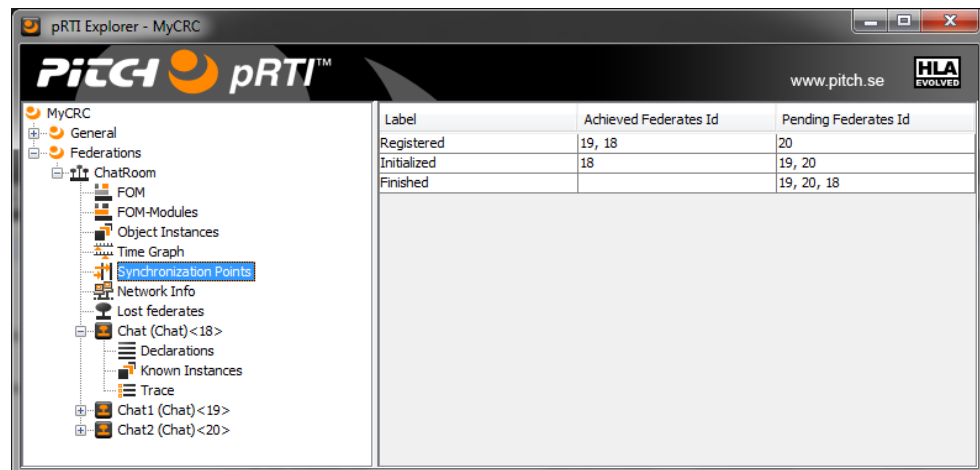 pRTI Explorer - MyCRC
PITCH pRTI™
www.pitch.se
HLA
EVOLVED
MyCRC
General
Federations
ChatRoom
FOM
FOM-Modules
Object Instances
Time Graph
Synchronization Points
Network Info
Lost federates
Chat (Chat)<18>
Declarations
Known Instances
Trace
Chat1 (Chat)<19>
Chat2 (Chat)<20>
Label Achieved Federates Id Pending Federates Id
Registered 19, 18 20
Initialized 18 19, 20
Finished 19, 20, 18